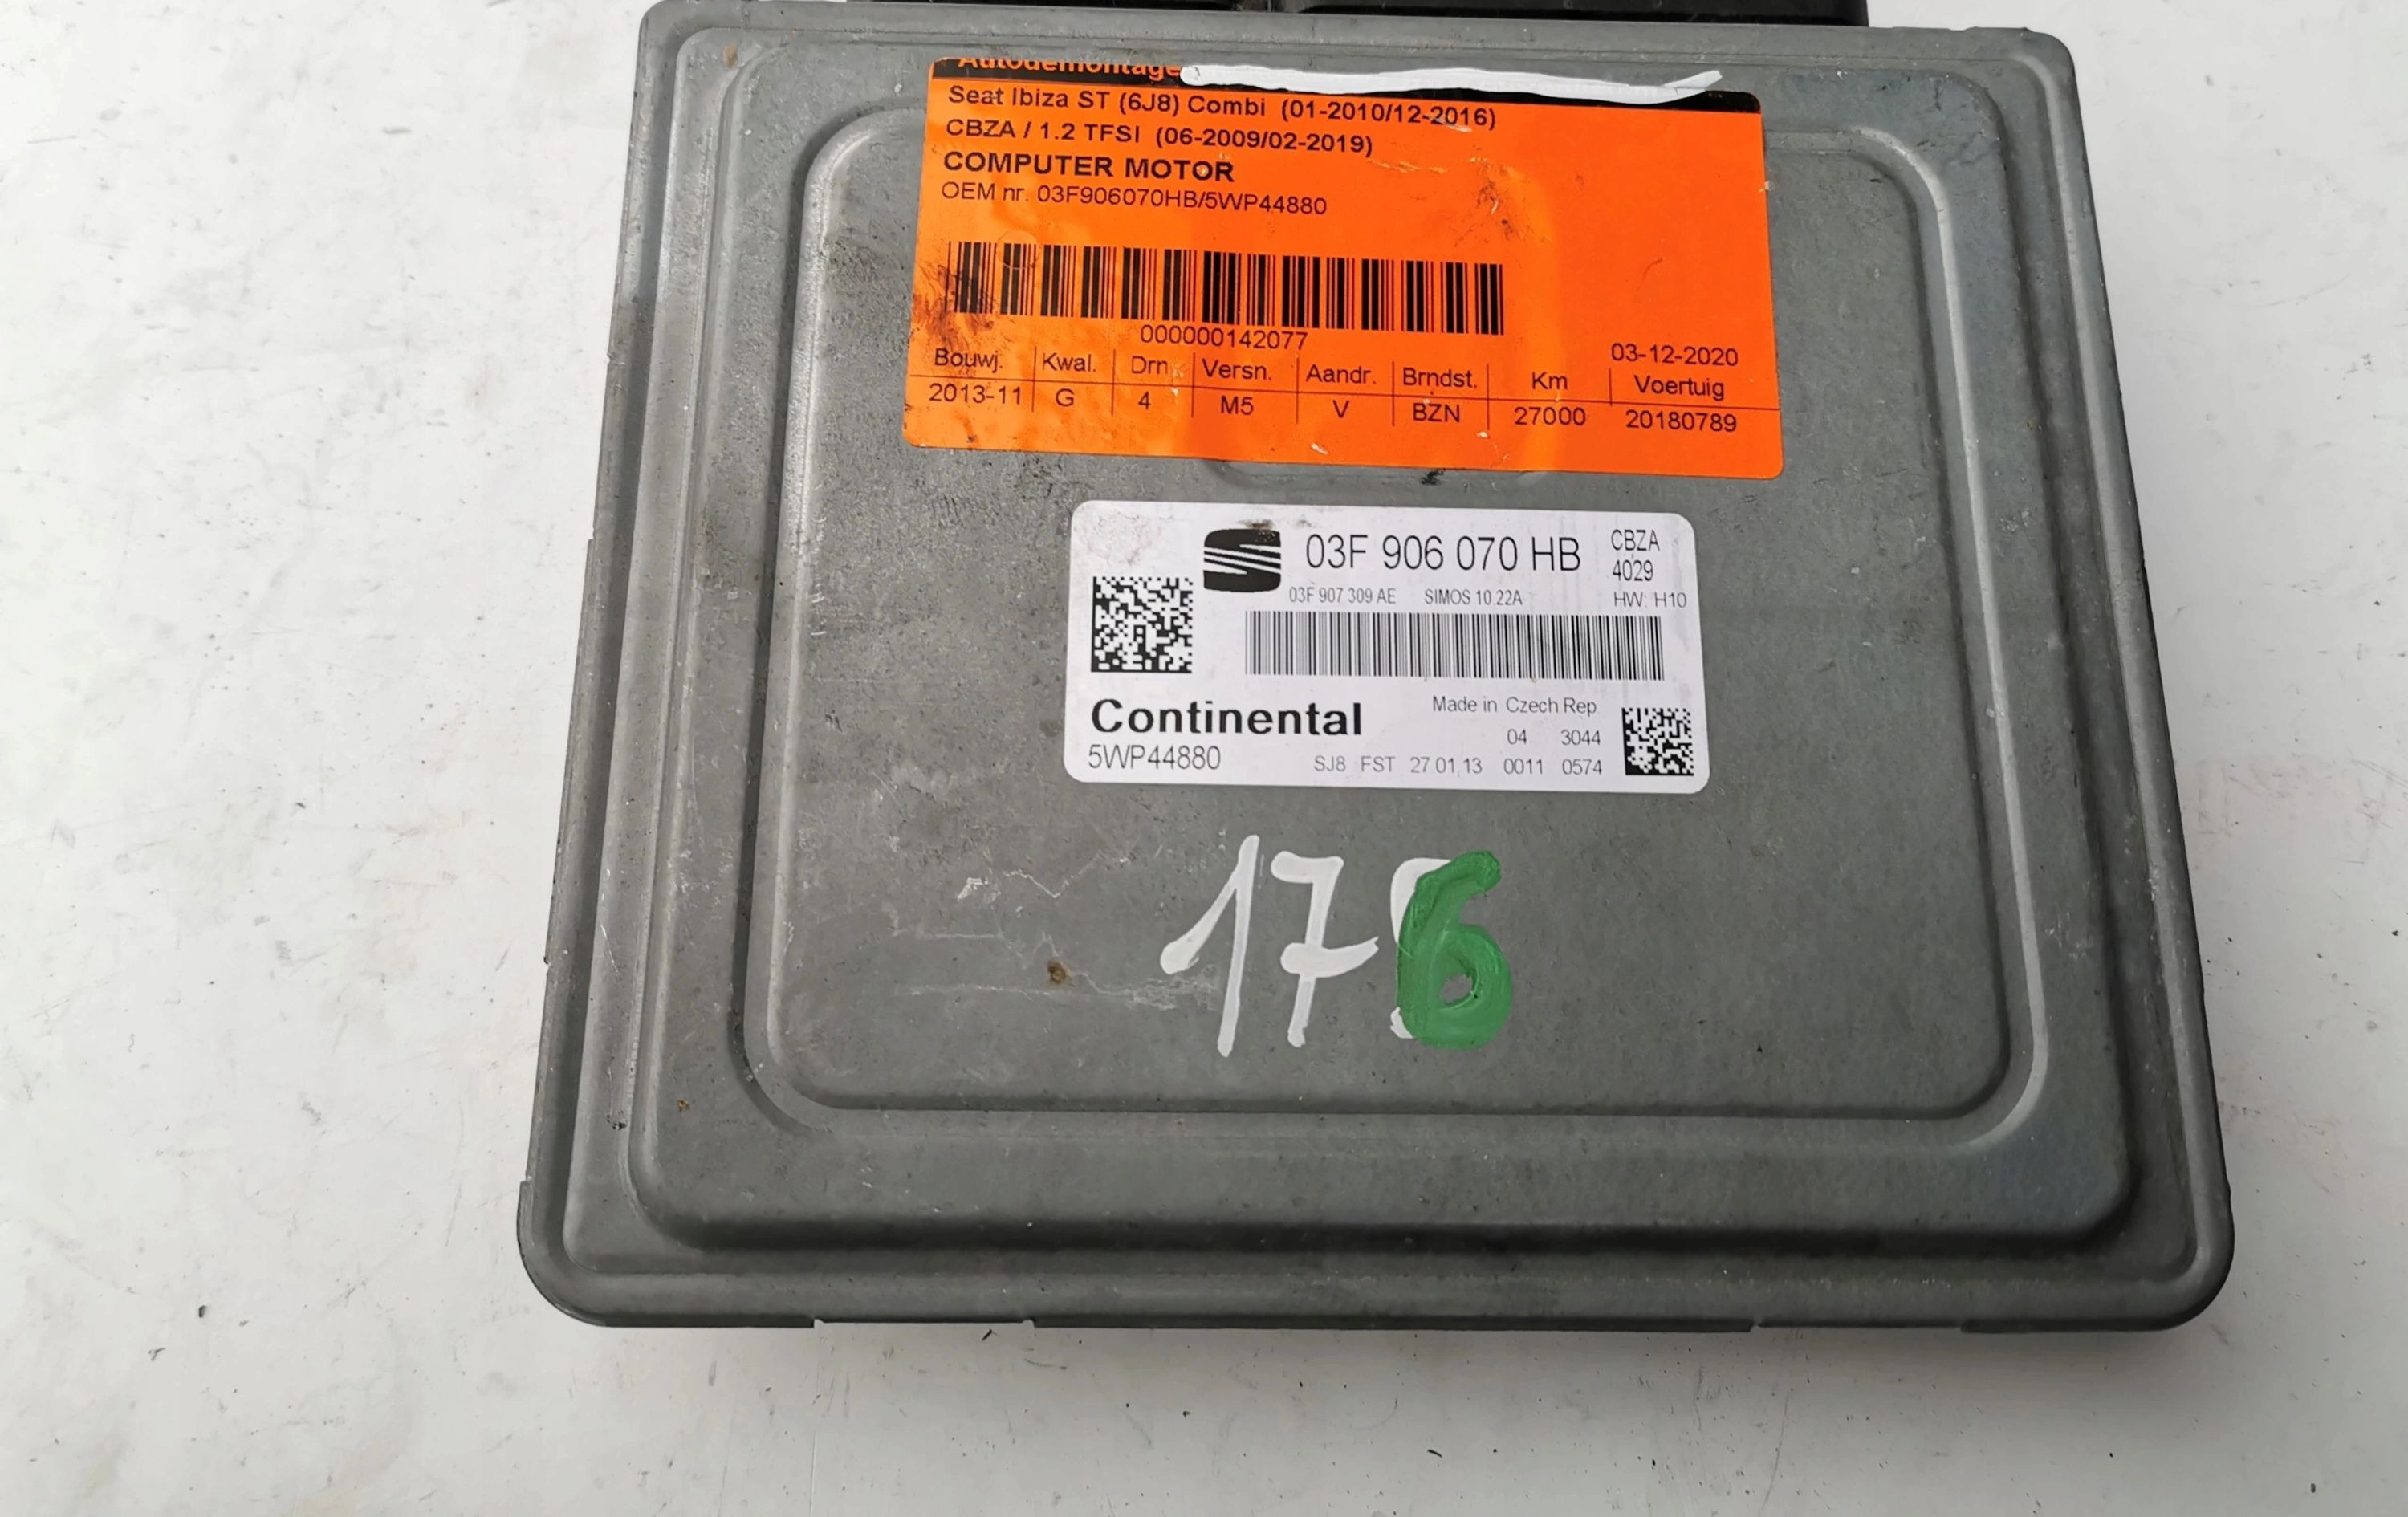 Autodemontage
Seat Ibiza ST (6J8) Combi (01-2010/12-2016)
CBZA / 1.2 TFSI (06-2009/02-2019)
COMPUTER MOTOR
OEM nr. 03F906070HB/5WP44880
000000142077
03-12-2020
Bouwj. Kwal. Drn. Versn. Aandr. Brndst. Km Voertuig
2013-11 G 4 M5 V BZN 27000 20180789
03F 906 070 HB CBZA
4029
03F 907 309 AE SIMOS 10.22A HW: H10
Continental Made in Czech Rep
04 3044
5WP44880 SJ8 FST 27.01.13 0011 0574
176